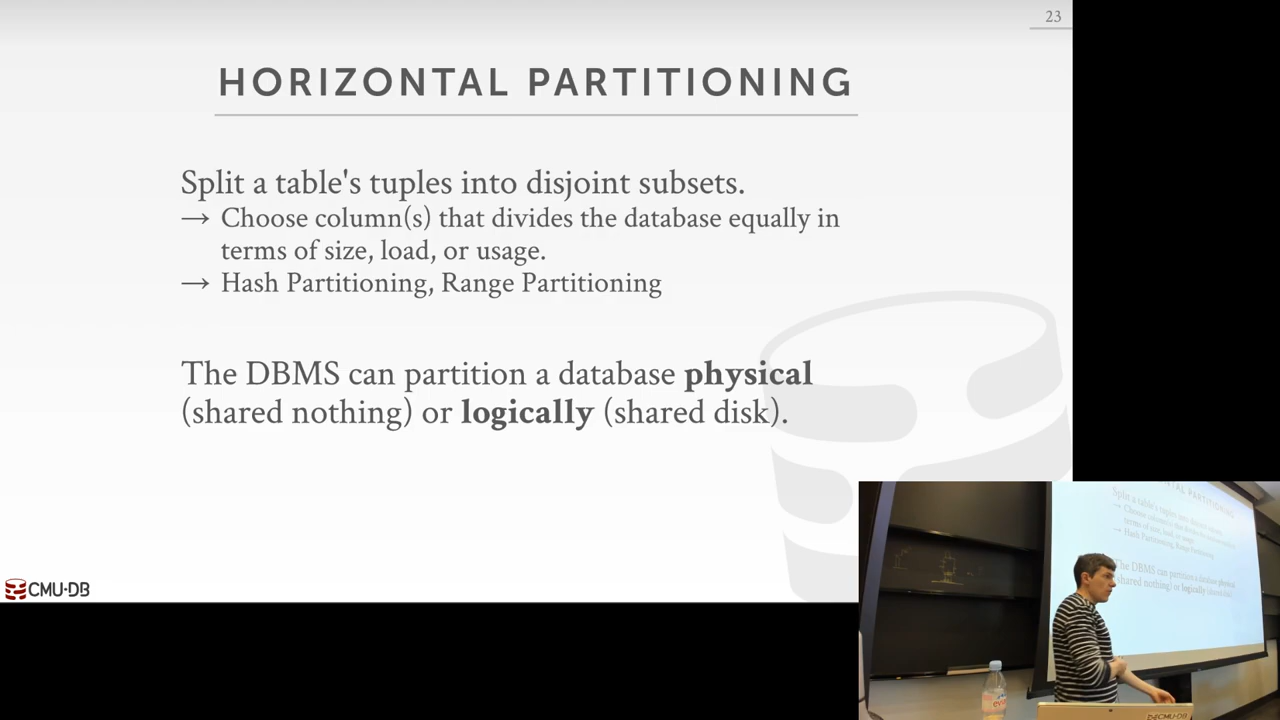 23
HORIZONTAL PARTITIONING
Split a table's tuples into disjoint subsets.
→ Choose column(s) that divides the database equally in
terms of size, load, or usage.
→ Hash Partitioning, Range Partitioning
The DBMS can partition a database physical
(shared nothing) or logically (shared disk).
CMU·DB